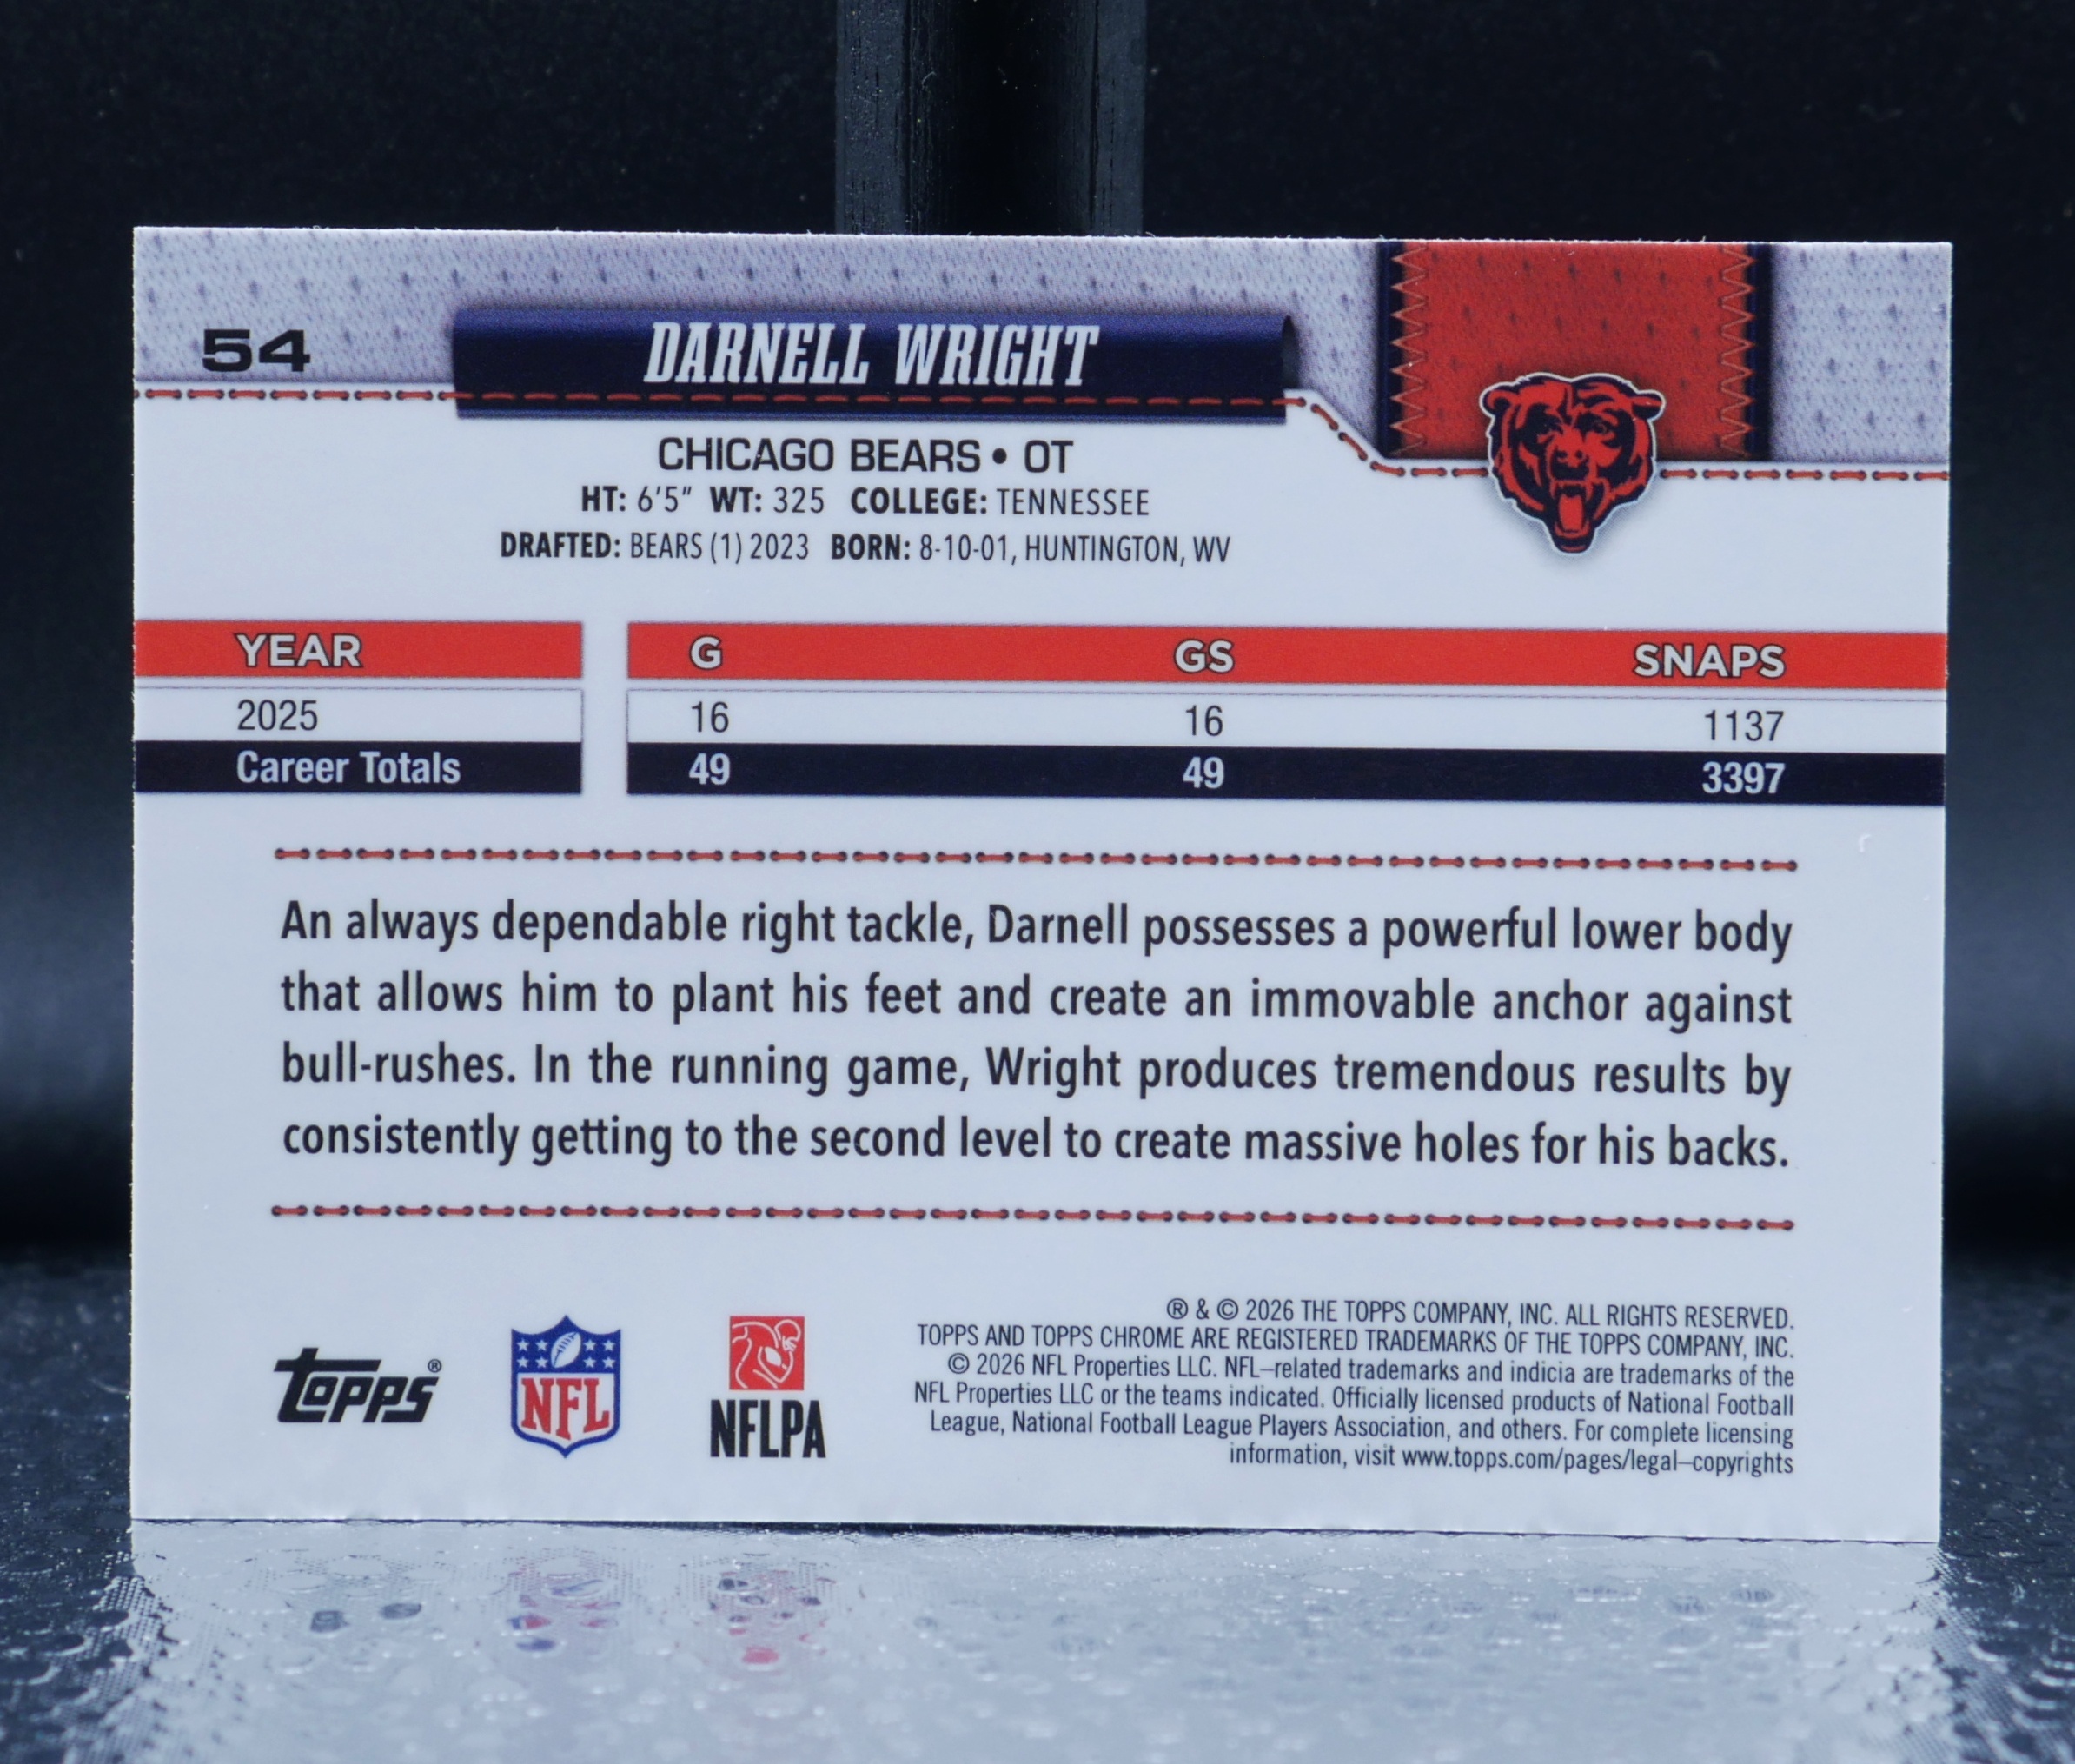 54
DARNELL WRIGHT
CHICAGO BEARS • OT
HT: 6'5" WT: 325 COLLEGE: TENNESSEE
DRAFTED: BEARS (1) 2023 BORN: 8-10-01, HUNTINGTON, WV
YEAR G GS SNAPS
2025 16 16 1137
Career Totals 49 49 3397
An always dependable right tackle, Darnell possesses a powerful lower body
that allows him to plant his feet and create an immovable anchor against
bull-rushes. In the running game, Wright produces tremendous results by
consistently getting to the second level to create massive holes for his backs.
topps®
NFL
NFLPA
® & © 2026 THE TOPPS COMPANY, INC. ALL RIGHTS RESERVED.
TOPPS AND TOPPS CHROME ARE REGISTERED TRADEMARKS OF THE TOPPS COMPANY, INC.
© 2026 NFL Properties LLC. NFL–related trademarks and indicia are trademarks of the
NFL Properties LLC or the teams indicated. Officially licensed products of National Football
League, National Football League Players Association, and others. For complete licensing
information, visit www.topps.com/pages/legal–copyrights